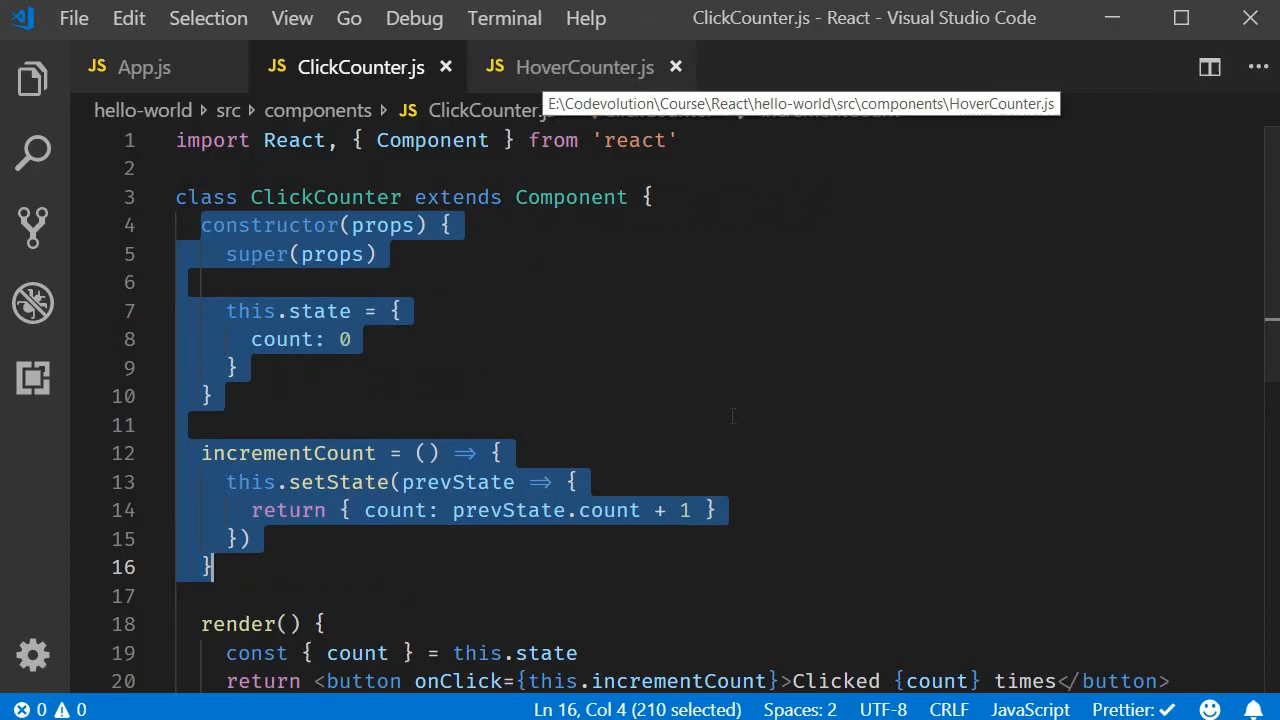 File Edit Selection View Go Debug Terminal Help ClickCounter.js - React - Visual Studio Code
JS App.js JS ClickCounter.js JS HoverCounter.js
hello-world > src > components > JS ClickCounter.js
E:\Codevolution\Course\React\hello-world\src\components\HoverCounter.js
1 import React, { Component } from 'react'
2
3 class ClickCounter extends Component {
4 constructor(props) {
5 super(props)
6
7 this.state = {
8 count: 0
9 }
10 }
11
12 incrementCount = () => {
13 this.setState(prevState => {
14 return { count: prevState.count + 1 }
15 })
16 }
17
18 render() {
19 const { count } = this.state
20 return <button onClick={this.incrementCount}>Clicked {count} times</button>
0 0 Ln 16, Col 4 (210 selected) Spaces: 2 UTF-8 CRLF JavaScript Prettier: ✓